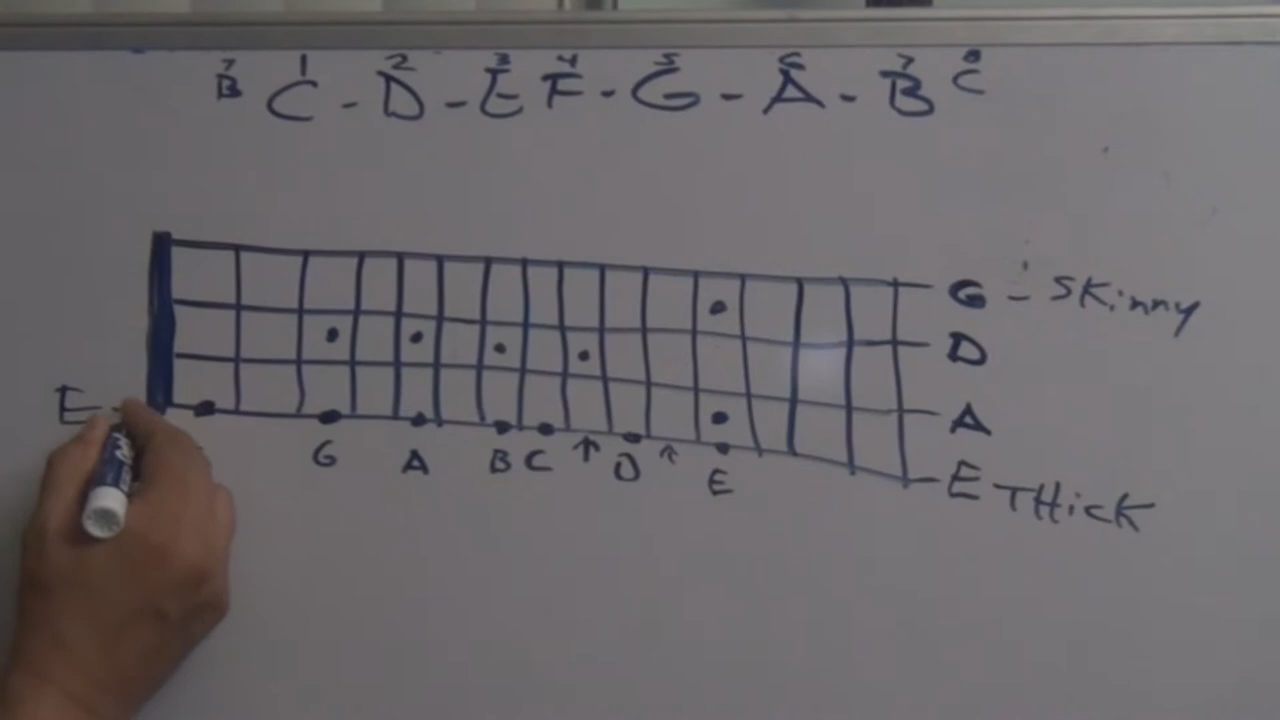 7 1 2 3 4 5 6 7 8
B C - D - E F - G - A - B C
G - Skinny
D
A
E THicK
E -
G A B C ↑ D ↑ E